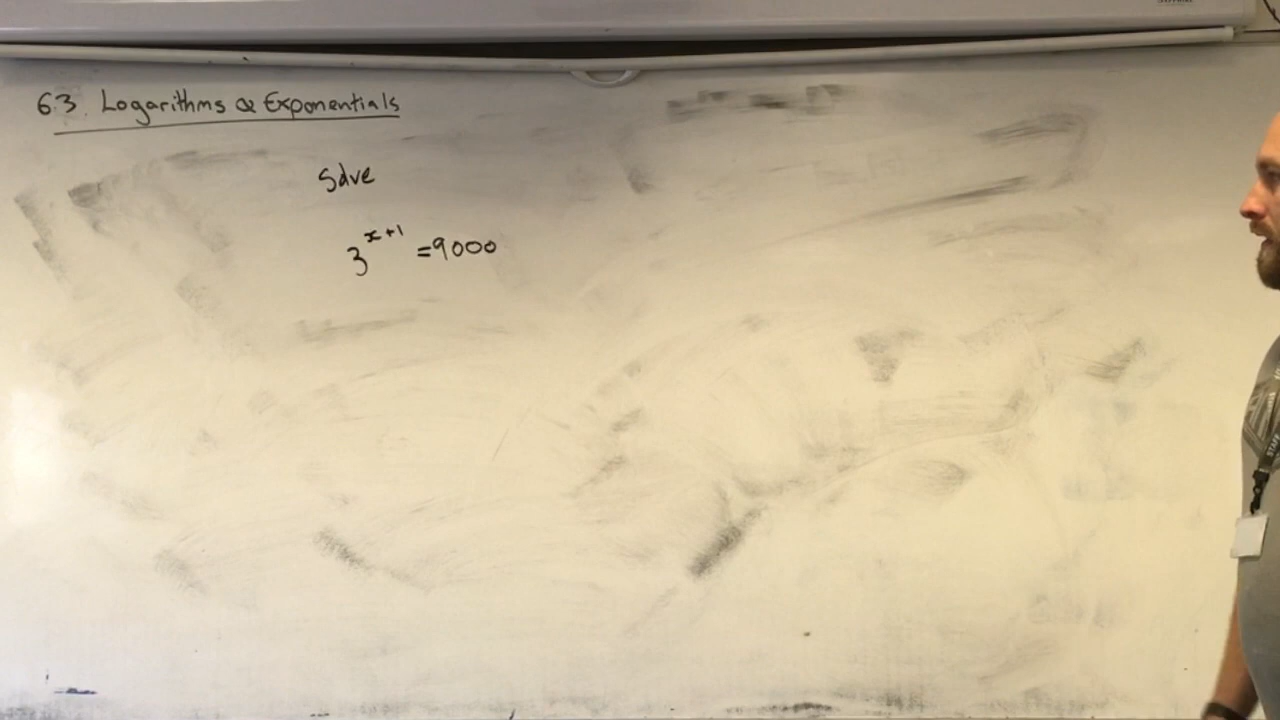 6.3. Logarithms & Exponentials
Solve
3^{x+1} = 9000